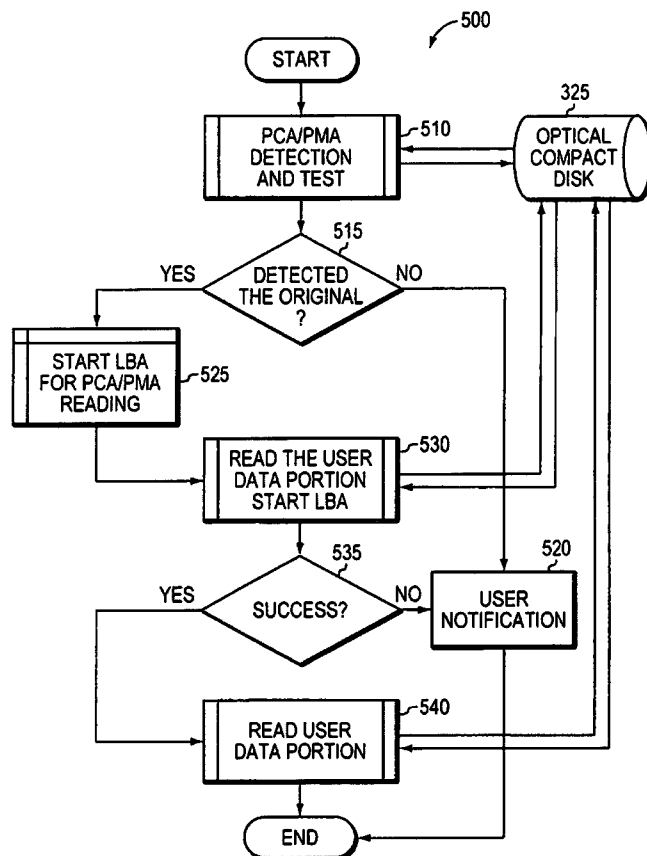 500
START
325
PCA/PMA
DETECTION
AND TEST
510
OPTICAL
COMPACT
DISK
515
YES
DETECTED
THE ORIGINAL
?
NO
START LBA
FOR PCA/PMA
READING
525
530
READ THE USER
DATA PORTION
START LBA
535
520
YES
SUCCESS?
NO
USER
NOTIFICATION
540
READ USER
DATA PORTION
END